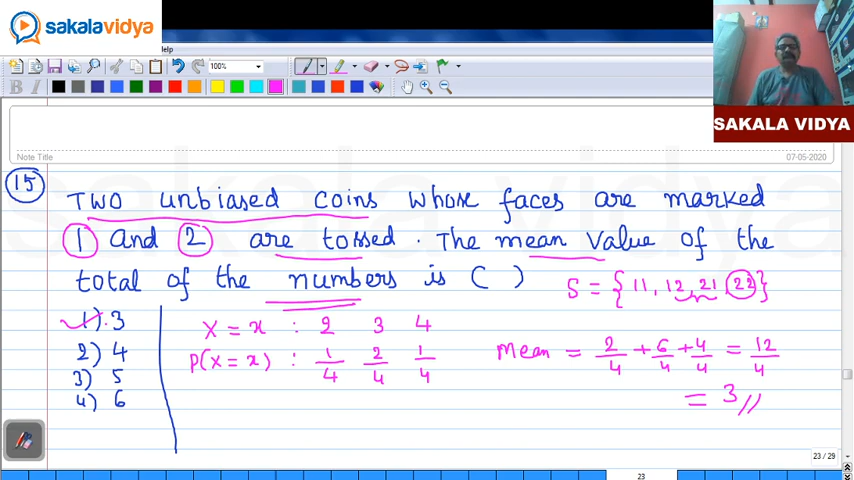 sakalavidya
Help
100%
SAKALA VIDYA
Note Title
07-05-2020
15 Two unbiased coins whose faces are marked
1 and 2 are tossed. The mean value of the
total of the numbers is ( )
S = {11, 12, 21, 22}
1) 3
2) 4
3) 5
4) 6
X = x : 2 3 4
P(X = x) : 1/4 2/4 1/4
Mean = 2/4 + 6/4 + 4/4 = 12/4
= 3 //
23 / 29
23